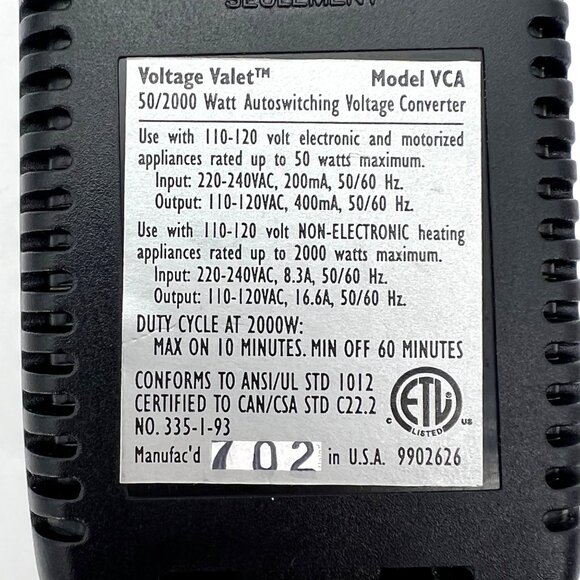 SEULEMENT
Voltage Valet™ Model VCA
50/2000 Watt Autoswitching Voltage Converter
Use with 110-120 volt electronic and motorized
appliances rated up to 50 watts maximum.
Input: 220-240VAC, 200mA, 50/60 Hz.
Output: 110-120VAC, 400mA, 50/60 Hz.
Use with 110-120 volt NON-ELECTRONIC heating
appliances rated up to 2000 watts maximum.
Input: 220-240VAC, 8.3A, 50/60 Hz.
Output: 110-120VAC, 16.6A, 50/60 Hz.
DUTY CYCLE AT 2000W:
MAX ON 10 MINUTES. MIN OFF 60 MINUTES
CONFORMS TO ANSI/UL STD 1012
CERTIFIED TO CAN/CSA STD C22.2
NO. 335-1-93
ETL
C LISTED US
Manufac'd 702 in U.S.A. 9902626